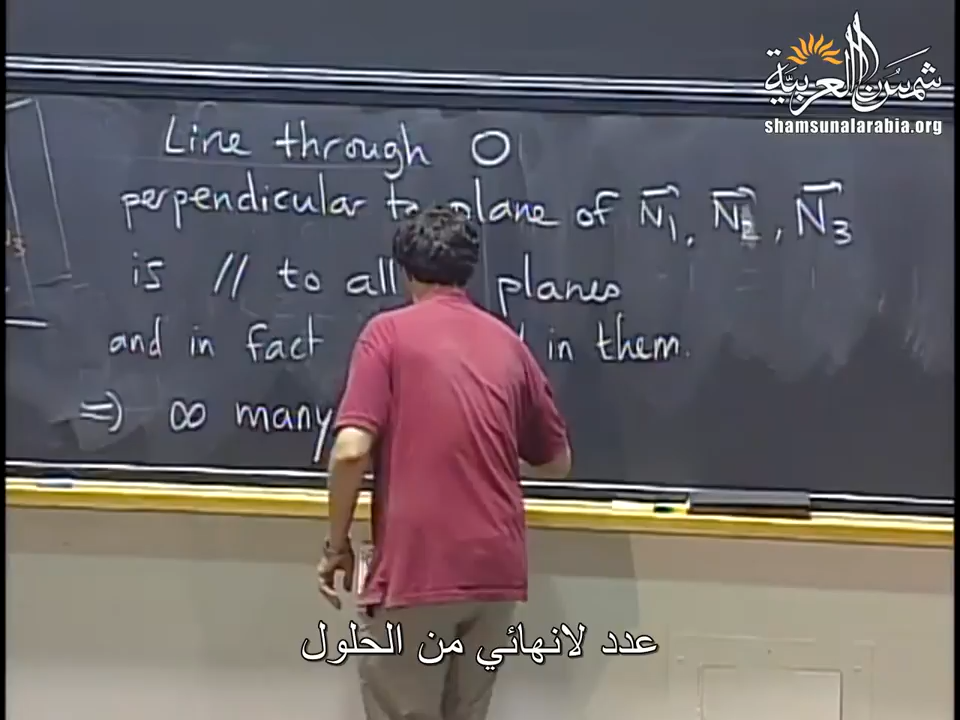 شمس العربية
shamsunalarabia.org
Line through O
perpendicular to plane of N₁, N₂, N₃
is // to all planes
and in fact in them.
=> ∞ many
عدد لانهائي من الحلول